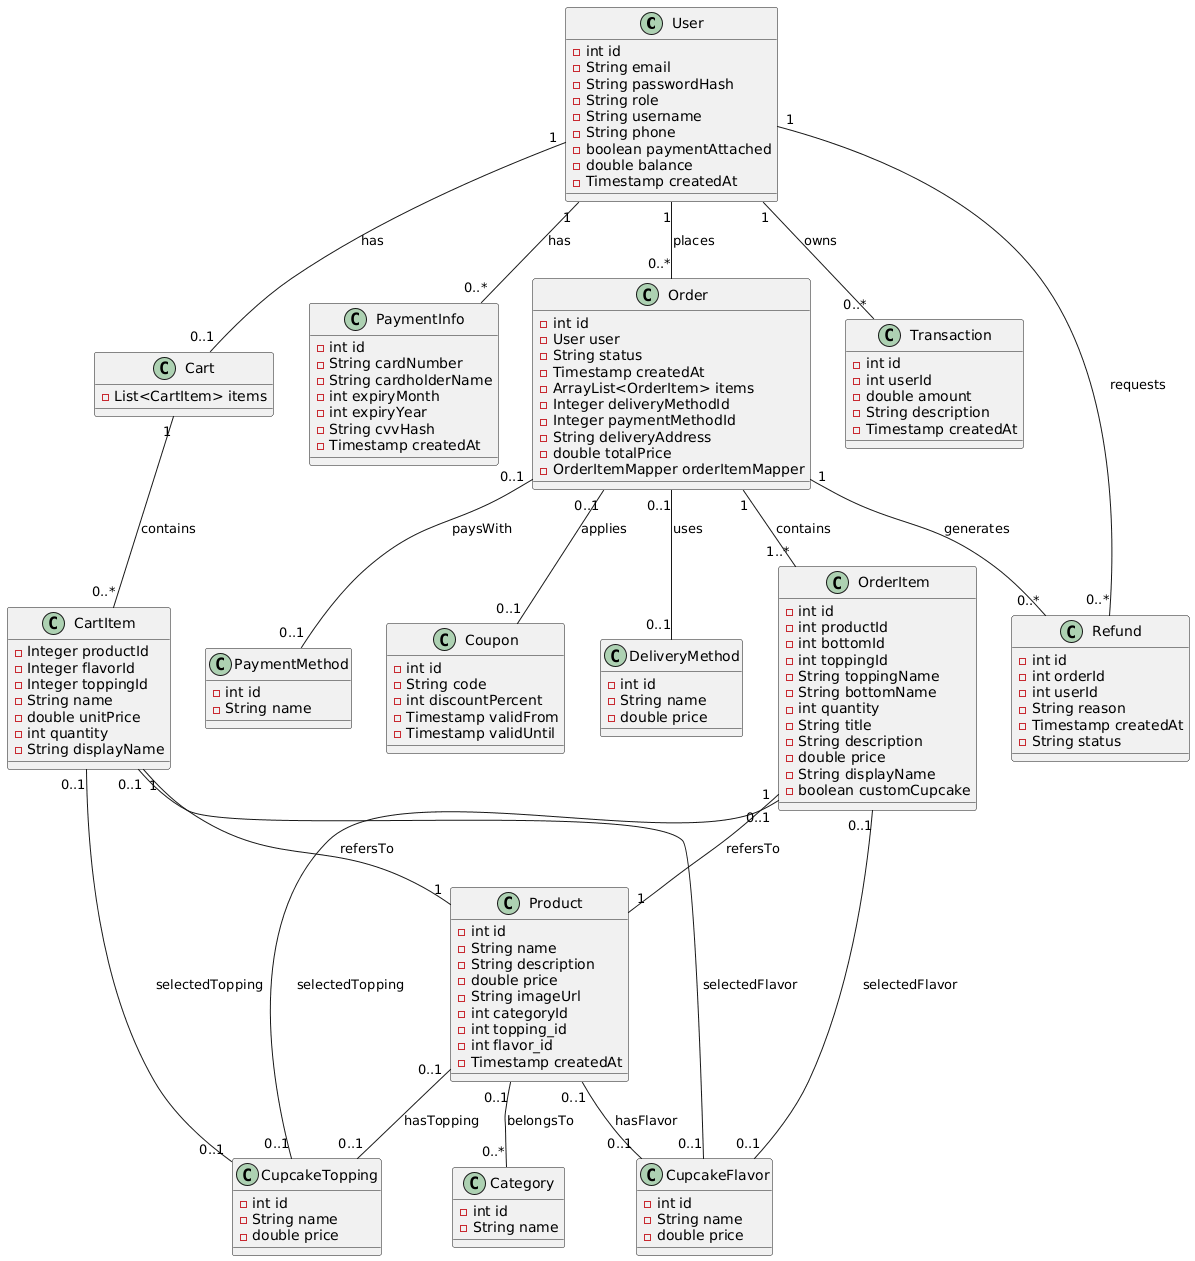 C User
int id
String email
String passwordHash
String role
String username
String phone
boolean paymentAttached
double balance
Timestamp createdAt
1
1
1
1
1
has
has
places
owns
requests
0..1
0..*
0..*
0..*
0..*
C Cart
List<CartItem> items
1
contains
0..*
C PaymentInfo
int id
String cardNumber
String cardholderName
int expiryMonth
int expiryYear
String cvvHash
Timestamp createdAt
C Order
int id
User user
String status
Timestamp createdAt
ArrayList<OrderItem> items
Integer deliveryMethodId
Integer paymentMethodId
String deliveryAddress
double totalPrice
OrderItemMapper orderItemMapper
C Transaction
int id
int userId
double amount
String description
Timestamp createdAt
0..1
0..1
0..1
1
1
paysWith
applies
uses
contains
generates
0..1
0..1
0..1
1..*
0..*
C CartItem
Integer productId
Integer flavorId
Integer toppingId
String name
double unitPrice
int quantity
String displayName
C PaymentMethod
int id
String name
C Coupon
int id
String code
int discountPercent
Timestamp validFrom
Timestamp validUntil
C DeliveryMethod
int id
String name
double price
C OrderItem
int id
int productId
int bottomId
int toppingId
String toppingName
String bottomName
int quantity
String title
String description
double price
String displayName
boolean customCupcake
C Refund
int id
int orderId
int userId
String reason
Timestamp createdAt
String status
0..1
0..1
1
1
0..1
0..1
refersTo
refersTo
1
1
selectedTopping
selectedTopping
selectedFlavor
selectedFlavor
C Product
int id
String name
String description
double price
String imageUrl
int categoryId
int topping_id
int flavor_id
Timestamp createdAt
0..1
0..1
0..1
hasTopping
belongsTo
hasFlavor
0..1
0..1
0..1
0..*
0..1
0..1
0..1
C CupcakeTopping
int id
String name
double price
C Category
int id
String name
C CupcakeFlavor
int id
String name
double price